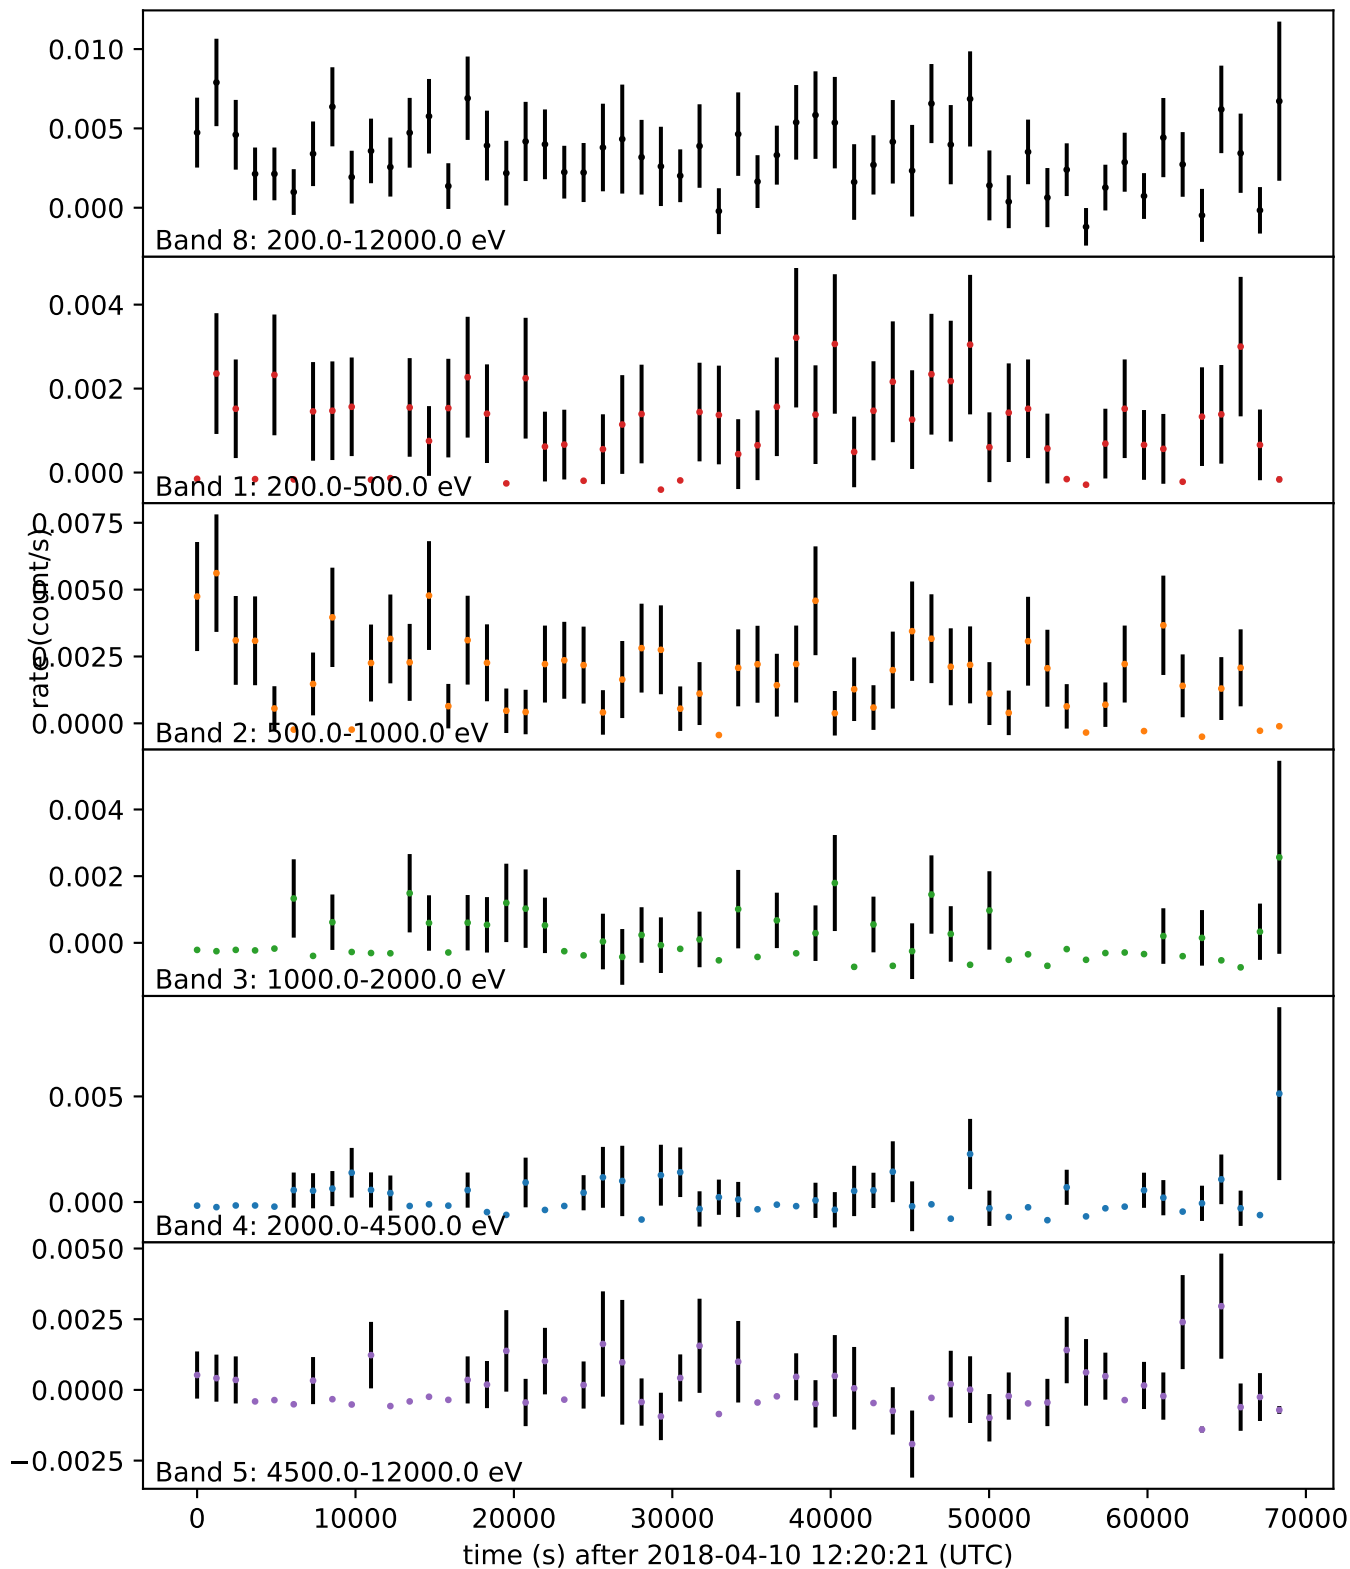 0.010
0.005
0.000
Band 8: 200.0-12000.0 eV
0.004
0.002
0.000
Band 1: 200.0-500.0 eV
rate (count/s)
0.0075
0.0050
0.0025
0.0000
Band 2: 500.0-1000.0 eV
0.004
0.002
0.000
Band 3: 1000.0-2000.0 eV
0.005
0.000
Band 4: 2000.0-4500.0 eV
0.0050
0.0025
0.0000
−0.0025
Band 5: 4500.0-12000.0 eV
0 10000 20000 30000 40000 50000 60000 70000
time (s) after 2018-04-10 12:20:21 (UTC)